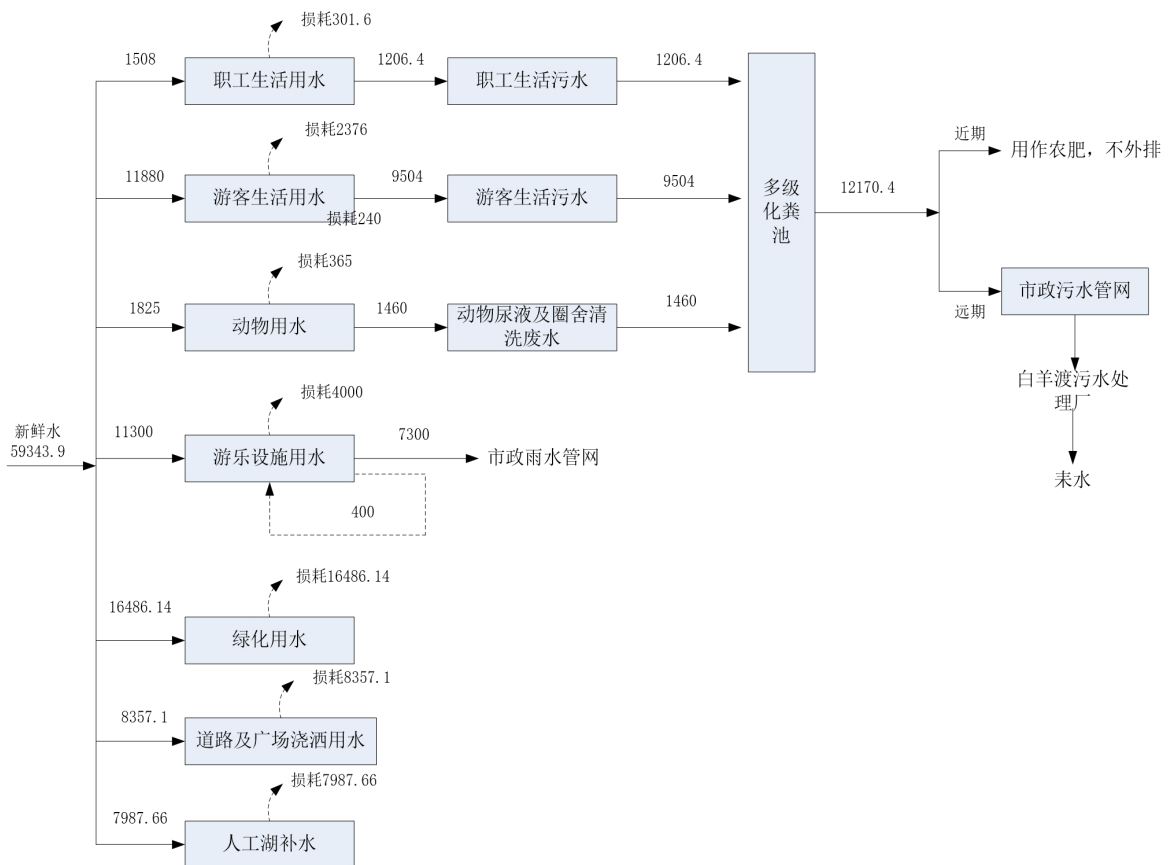 损耗301.6
1508
职工生活用水
1206.4
职工生活污水
1206.4
损耗2376
11880
游客生活用水
9504
游客生活污水
9504
损耗240
损耗365
1825
动物用水
1460
动物尿液及圈舍清
洗废水
1460
多级
化粪
池
12170.4
近期
用作农肥，不外排
远期
市政污水管网
白羊渡污水处
理厂
耒水
新鲜水
59343.9
损耗4000
11300
游乐设施用水
7300
市政雨水管网
400
损耗16486.14
16486.14
绿化用水
损耗8357.1
8357.1
道路及广场浇洒用水
损耗7987.66
7987.66
人工湖补水